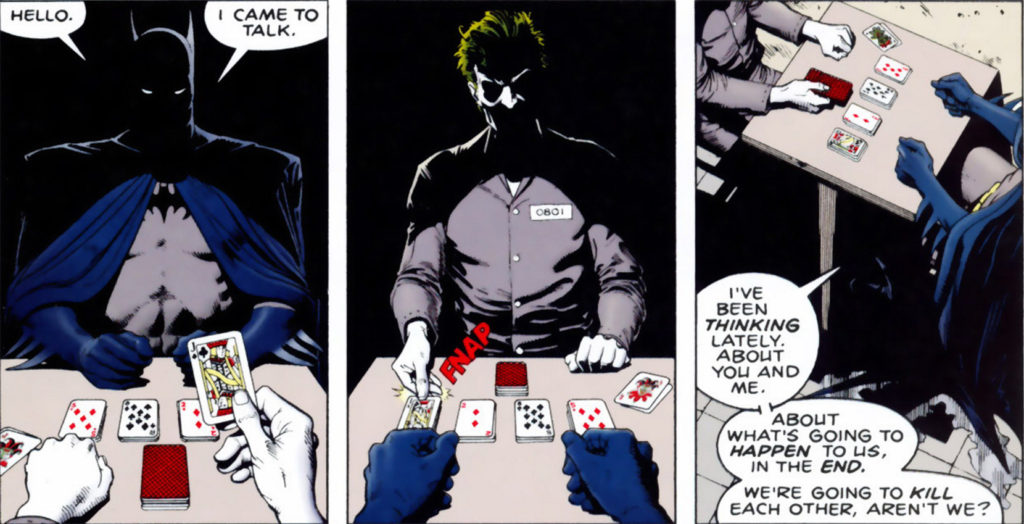 HELLO.
I CAME TO
TALK.
J
FNAP
0801
I'VE
BEEN
THINKING
LATELY.
ABOUT
YOU AND
ME.
ABOUT
WHAT'S GOING TO
HAPPEN TO US,
IN THE END.
WE'RE GOING TO KILL
EACH OTHER, AREN'T WE?